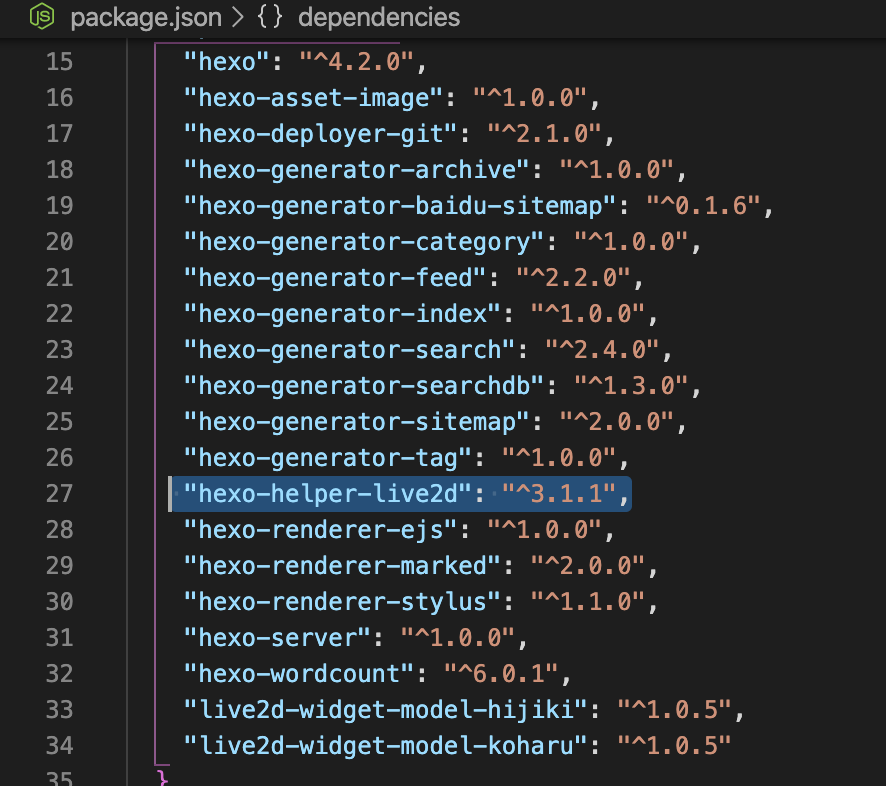 package.json > {} dependencies
15 "hexo": "^4.2.0",
16 "hexo-asset-image": "^1.0.0",
17 "hexo-deployer-git": "^2.1.0",
18 "hexo-generator-archive": "^1.0.0",
19 "hexo-generator-baidu-sitemap": "^0.1.6",
20 "hexo-generator-category": "^1.0.0",
21 "hexo-generator-feed": "^2.2.0",
22 "hexo-generator-index": "^1.0.0",
23 "hexo-generator-search": "^2.4.0",
24 "hexo-generator-searchdb": "^1.3.0",
25 "hexo-generator-sitemap": "^2.0.0",
26 "hexo-generator-tag": "^1.0.0",
27 "hexo-helper-live2d": "^3.1.1",
28 "hexo-renderer-ejs": "^1.0.0",
29 "hexo-renderer-marked": "^2.0.0",
30 "hexo-renderer-stylus": "^1.1.0",
31 "hexo-server": "^1.0.0",
32 "hexo-wordcount": "^6.0.1",
33 "live2d-widget-model-hijiki": "^1.0.5",
34 "live2d-widget-model-koharu": "^1.0.5"
35 }